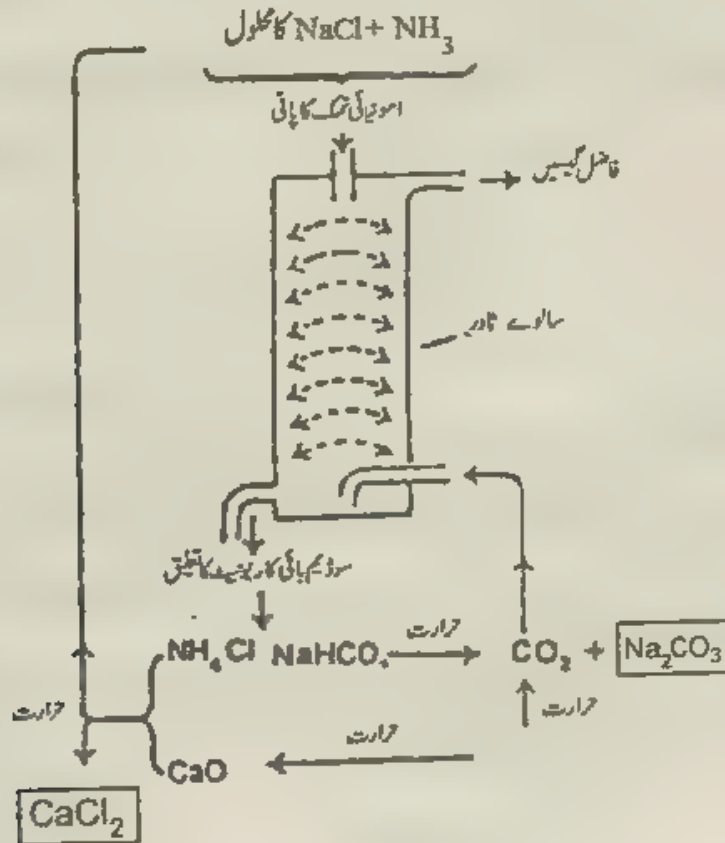 NaCl + NH₃ کا محلول
امونیائی نمک کا پانی
فاضل گیسیں
سالوے ٹاور
سوڈیم بائی کاربونیٹ کا تعلیق
NH₄Cl NaHCO₃ حرارت CO₂ + Na₂CO₃
حرارت حرارت حرارت
CaO
CaCl₂